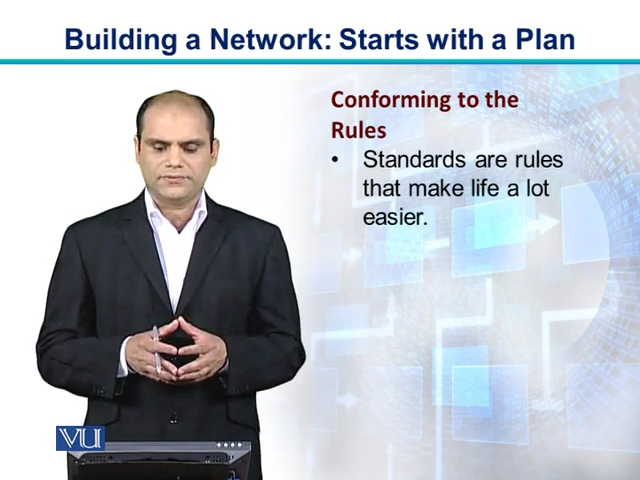 Building a Network: Starts with a Plan
Conforming to the
Rules
• Standards are rules
that make life a lot
easier.
VU